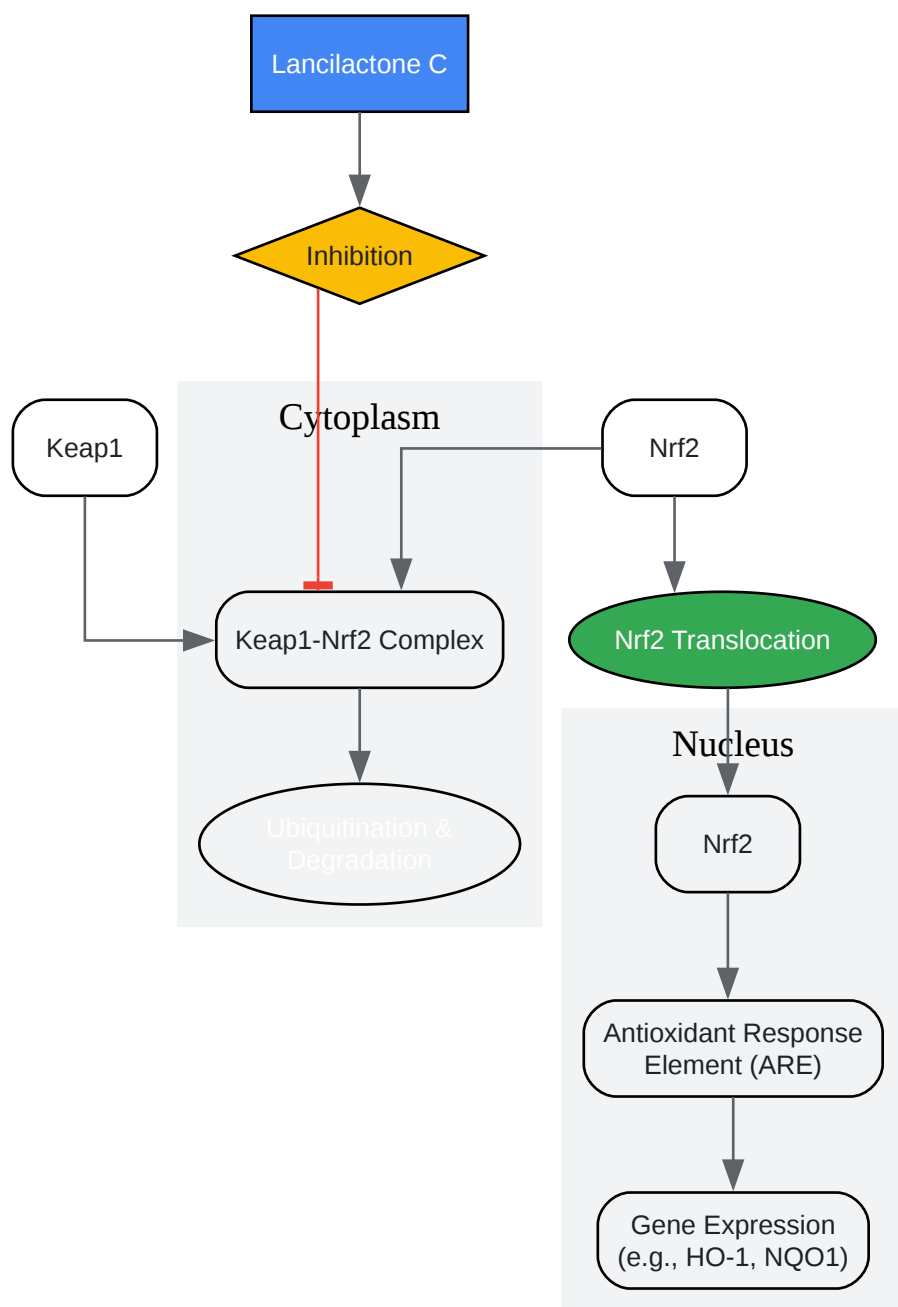 Lancilactone C
Inhibition
Cytoplasm
Keap1
Nrf2
Keap1-Nrf2 Complex
Nrf2 Translocation
Nucleus
Ubiquitination &
Degradation
Nrf2
Antioxidant Response
Element (ARE)
Gene Expression
(e.g., HO-1, NQO1)